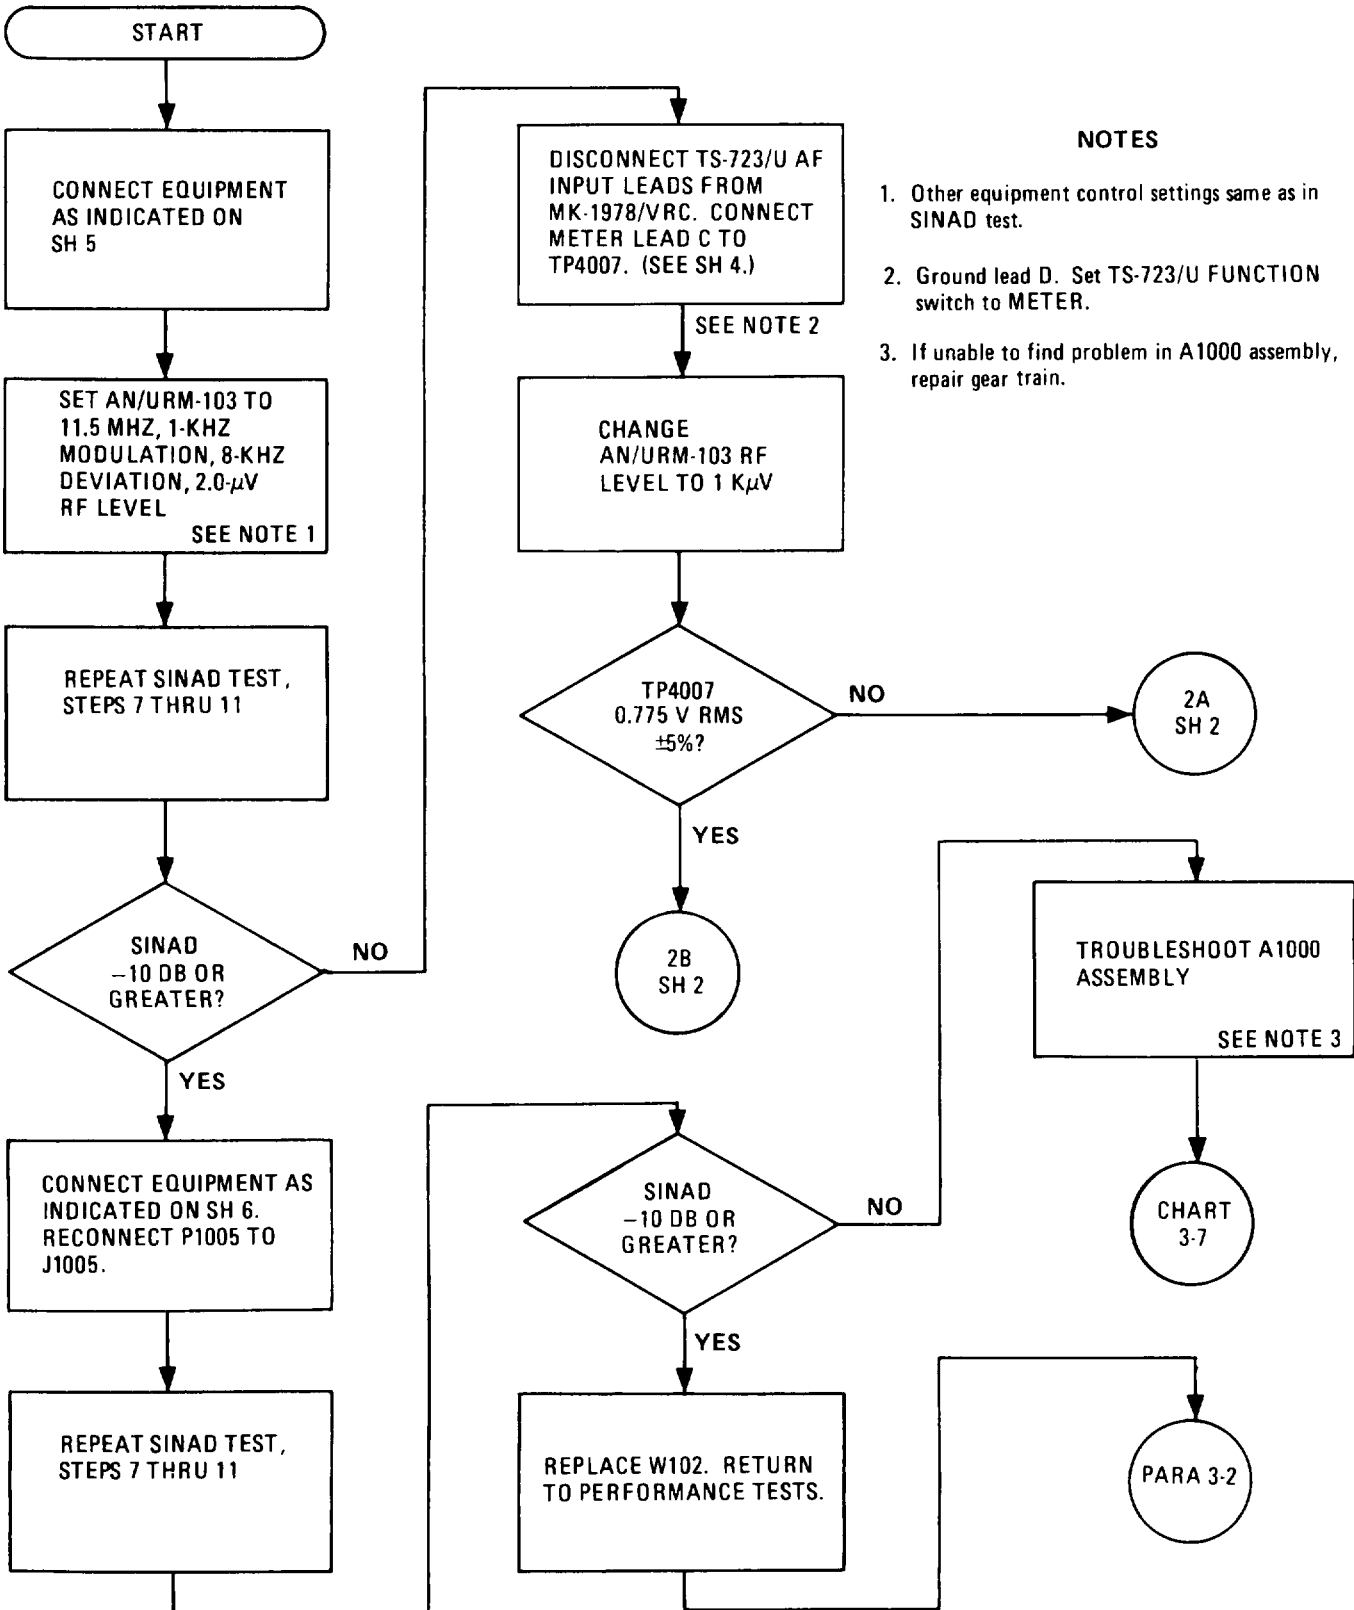 START
CONNECT EQUIPMENT
AS INDICATED ON
SH 5
SET AN/URM-103 TO
11.5 MHZ, 1-KHZ
MODULATION, 8-KHZ
DEVIATION, 2.0-μV
RF LEVEL
SEE NOTE 1
REPEAT SINAD TEST,
STEPS 7 THRU 11
SINAD
–10 DB OR
GREATER?
NO
YES
CONNECT EQUIPMENT AS
INDICATED ON SH 6.
RECONNECT P1005 TO
J1005.
REPEAT SINAD TEST,
STEPS 7 THRU 11
DISCONNECT TS-723/U AF
INPUT LEADS FROM
MK-1978/VRC. CONNECT
METER LEAD C TO
TP4007. (SEE SH 4.)
SEE NOTE 2
CHANGE
AN/URM-103 RF
LEVEL TO 1 KμV
TP4007
0.775 V RMS
±5%?
NO
2A
SH 2
YES
2B
SH 2
SINAD
–10 DB OR
GREATER?
NO
YES
REPLACE W102. RETURN
TO PERFORMANCE TESTS.
NOTES
1. Other equipment control settings same as in
SINAD test.
2. Ground lead D. Set TS-723/U FUNCTION
switch to METER.
3. If unable to find problem in A1000 assembly,
repair gear train.
TROUBLESHOOT A1000
ASSEMBLY
SEE NOTE 3
CHART
3-7
PARA 3-2